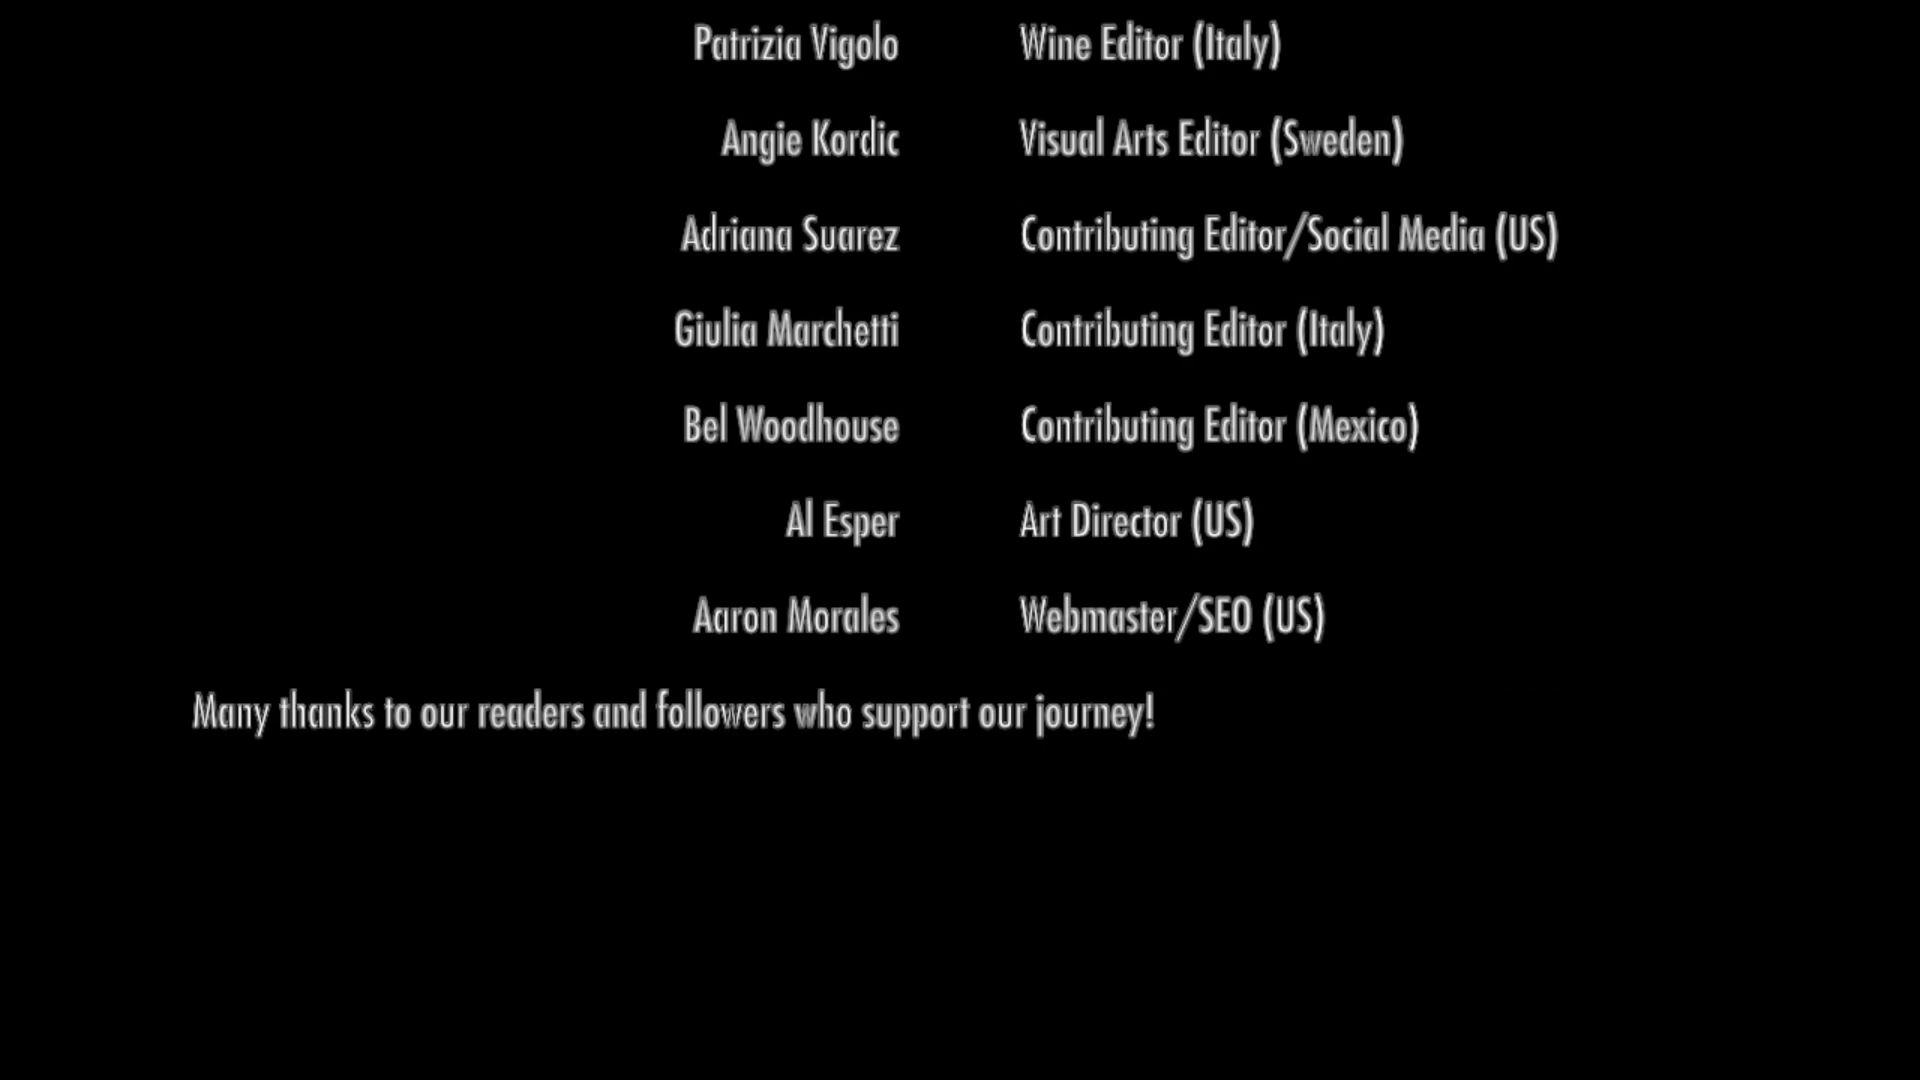 Patrizia Vigolo Wine Editor (Italy)
Angie Kordic Visual Arts Editor (Sweden)
Adriana Suarez Contributing Editor/Social Media (US)
Giulia Marchetti Contributing Editor (Italy)
Bel Woodhouse Contributing Editor (Mexico)
Al Esper Art Director (US)
Aaron Morales Webmaster/SEO (US)
Many thanks to our readers and followers who support our journey!